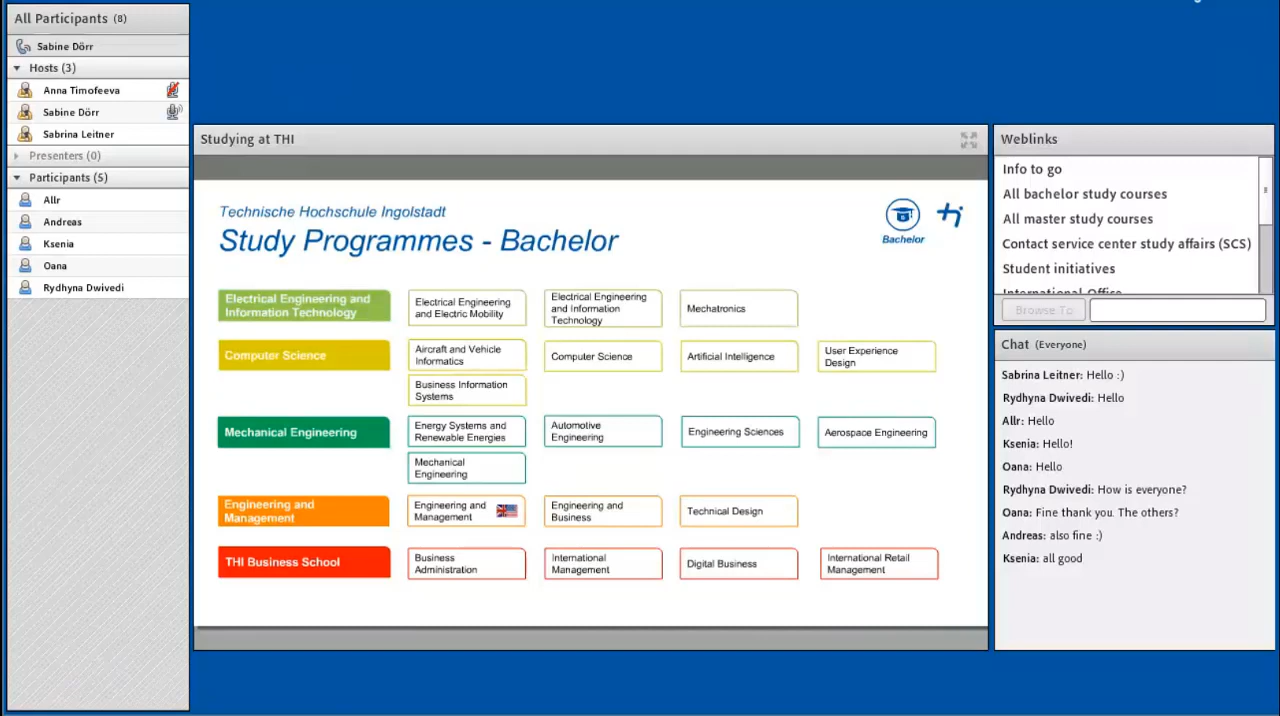 All Participants (8)
Sabine Dörr
Hosts (3)
Anna Timofeeva
Sabine Dörr
Sabrina Leitner
Presenters (0)
Participants (5)
Allr
Andreas
Ksenia
Oana
Rydhyna Dwivedi
Studying at THI
Technische Hochschule Ingolstadt
Study Programmes - Bachelor
Bachelor
Electrical Engineering and
Information Technology
Electrical Engineering
and Electric Mobility
Electrical Engineering
and Information
Technology
Mechatronics
Computer Science
Aircraft and Vehicle
Informatics
Computer Science
Artificial Intelligence
User Experience
Design
Business Information
Systems
Mechanical Engineering
Energy Systems and
Renewable Energies
Automotive
Engineering
Engineering Sciences
Aerospace Engineering
Mechanical
Engineering
Engineering and
Management
Engineering and
Management
Engineering and
Business
Technical Design
THI Business School
Business
Administration
International
Management
Digital Business
International Retail
Management
Weblinks
Info to go
All bachelor study courses
All master study courses
Contact service center study affairs (SCS)
Student initiatives
International Office
Browse To
Chat (Everyone)
Sabrina Leitner: Hello :)
Rydhyna Dwivedi: Hello
Allr: Hello
Ksenia: Hello!
Oana: Hello
Rydhyna Dwivedi: How is everyone?
Oana: Fine thank you. The others?
Andreas: also fine :)
Ksenia: all good